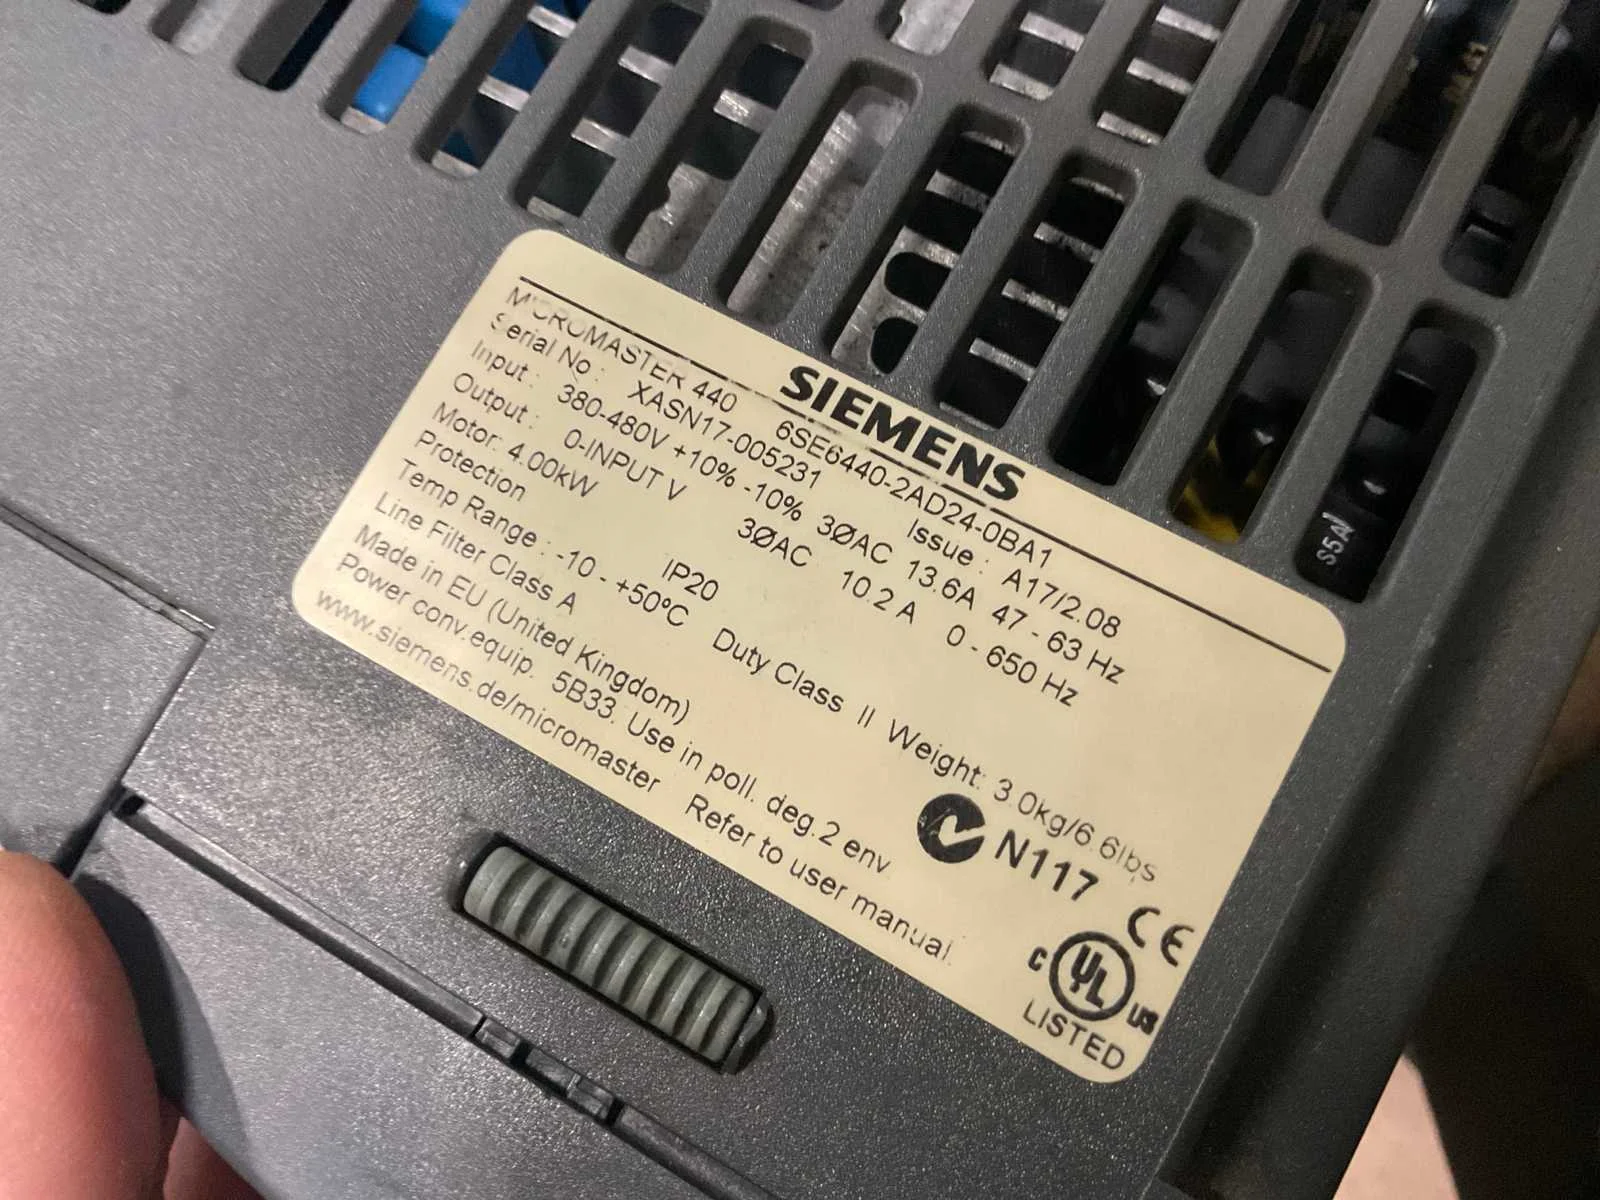 SIEMENS
MICROMASTER 440 6SE6440-2AD24-0BA1
Serial No: XASN17-005231 Issue: A17/2.08
Input: 380-480V +10% -10% 3ØAC 13.6A 47 - 63 Hz
Output: 0-INPUT V 3ØAC 10.2 A 0 - 650 Hz
Motor: 4.00kW
Protection IP20
Temp Range: -10 - +50ºC Duty Class II Weight: 3.0kg/6.6lbs
Line Filter Class A
Made in EU (United Kingdom)
Power conv.equip. 5B33. Use in poll. deg.2 env
www.siemens.de/micromaster Refer to user manual.
N117
CE
C UL US
LISTED